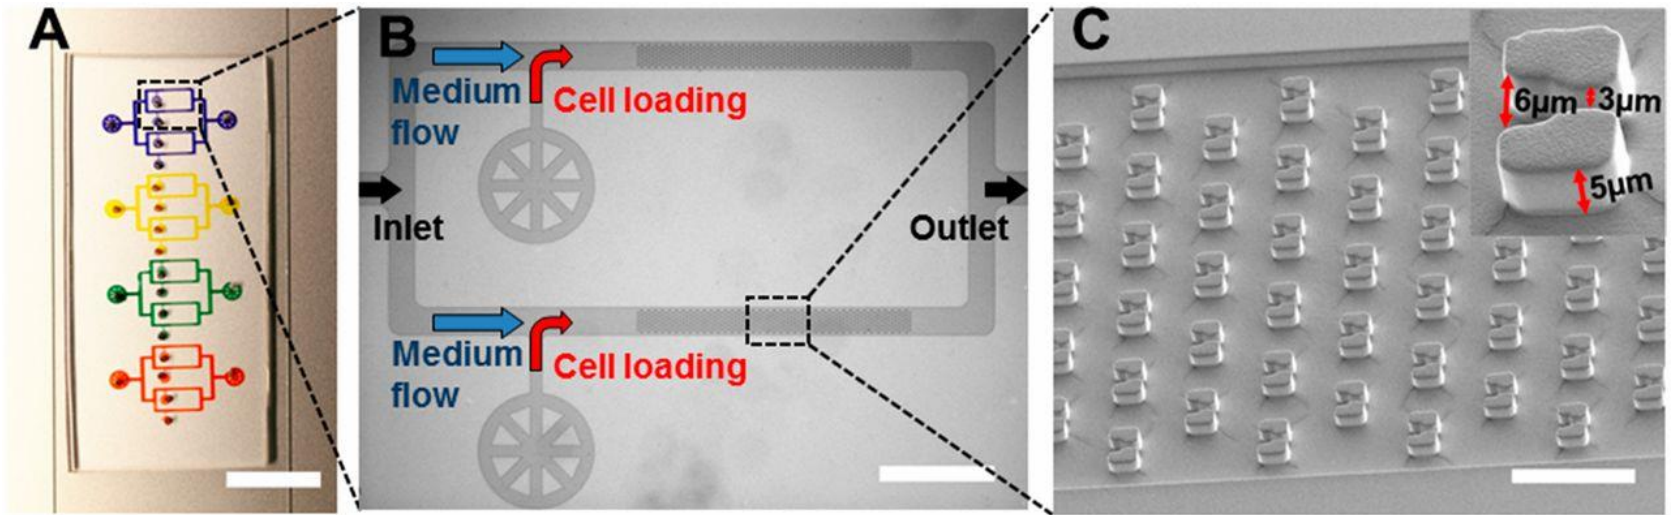 A
B
Medium
flow
Cell loading
Inlet
Outlet
Medium
flow
Cell loading
C
6µm
3µm
5µm